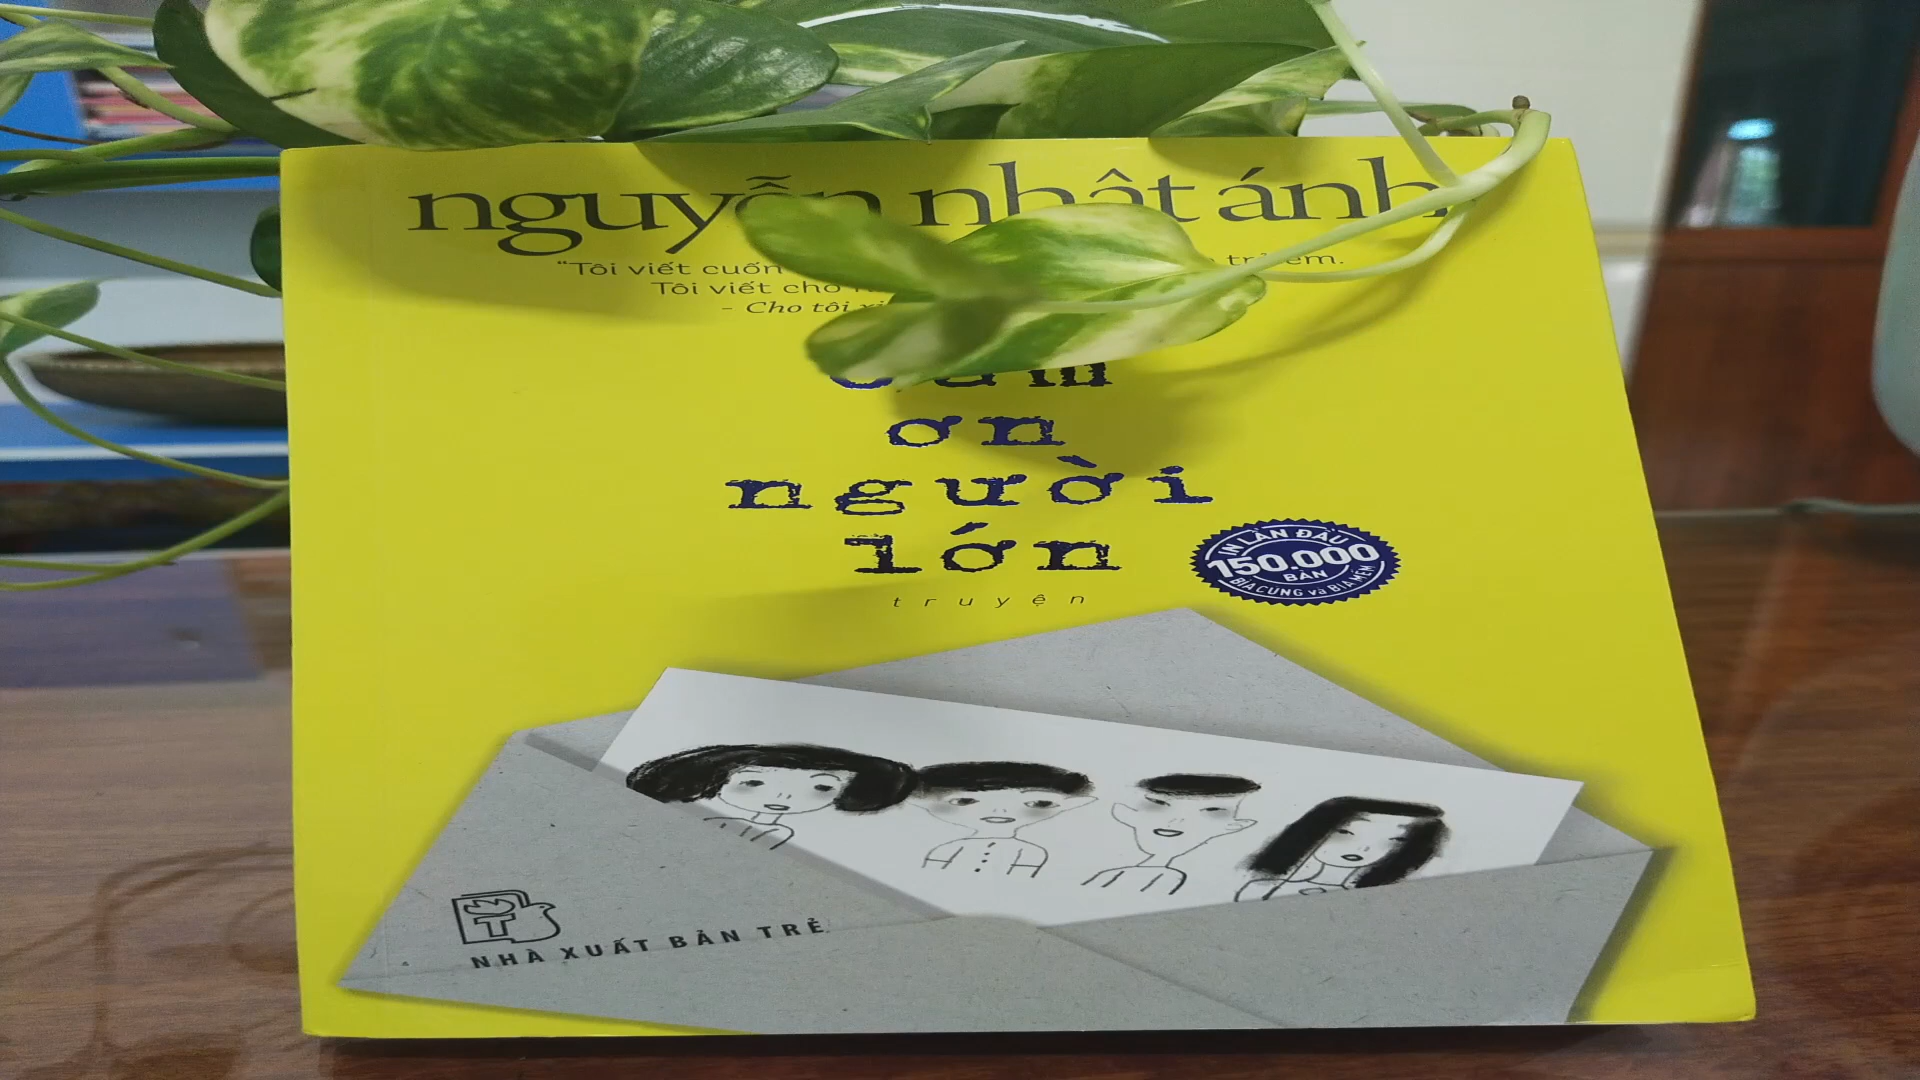 nguyễn nhật ánh
“Tôi viết cuốn trẻ em.
Tôi viết cho
- Cho tôi
cảm
ơn
người
lớn
truyện
IN LẦN ĐẦU
150.000
BẢN
BÌA CỨNG và BÌA MỀM
NHÀ XUẤT BẢN TRẺ